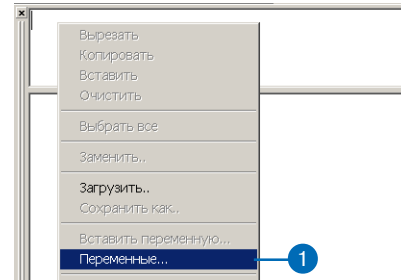 Вырезать
Копировать
Вставить
Очистить
Выбрать все
Заменить..
Загрузить..
Сохранить как..
Вставить переменную...
Переменные...
1